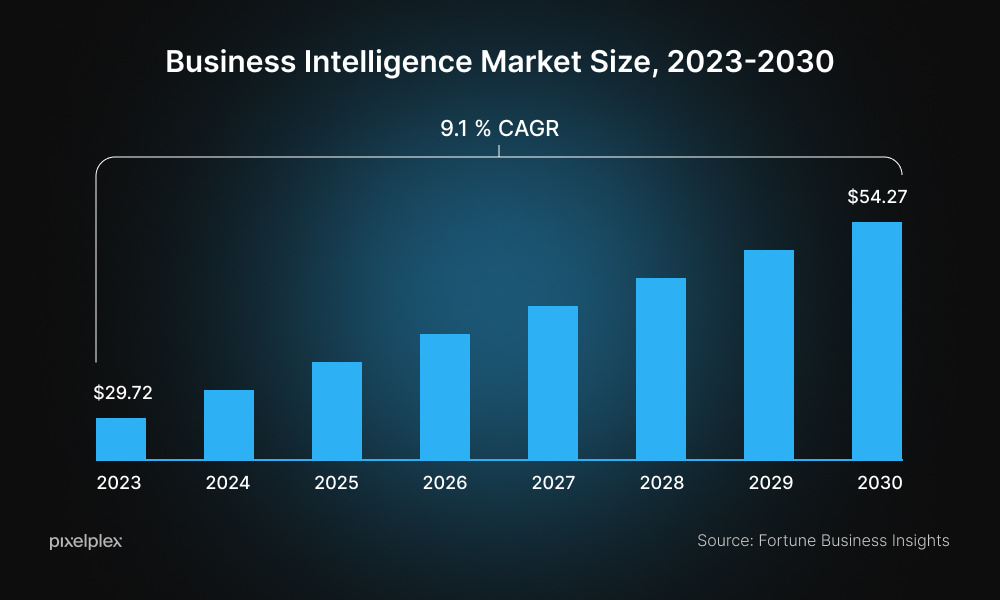 Business Intelligence Market Size, 2023-2030
9.1 % CAGR
$54.27
$29.72
2023 2024 2025 2026 2027 2028 2029 2030
pixelplex
Source: Fortune Business Insights